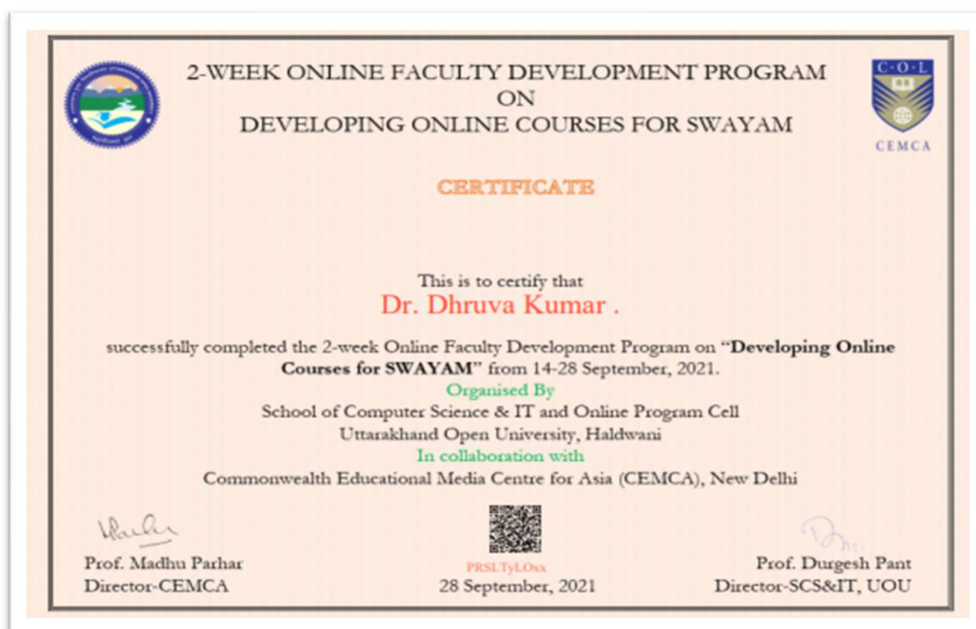 2-WEEK ONLINE FACULTY DEVELOPMENT PROGRAM
ON
DEVELOPING ONLINE COURSES FOR SWAYAM
C-O-L
CEMCA
CERTIFICATE
This is to certify that
Dr. Dhruva Kumar .
successfully completed the 2-week Online Faculty Development Program on “Developing Online
Courses for SWAYAM” from 14-28 September, 2021.
Organised By
School of Computer Science & IT and Online Program Cell
Uttarakhand Open University, Haldwani
In collaboration with
Commonwealth Educational Media Centre for Asia (CEMCA), New Delhi
Prof. Madhu Parhar
Director-CEMCA
PRSLTyLOxx
28 September, 2021
Prof. Durgesh Pant
Director-SCS&IT, UOU